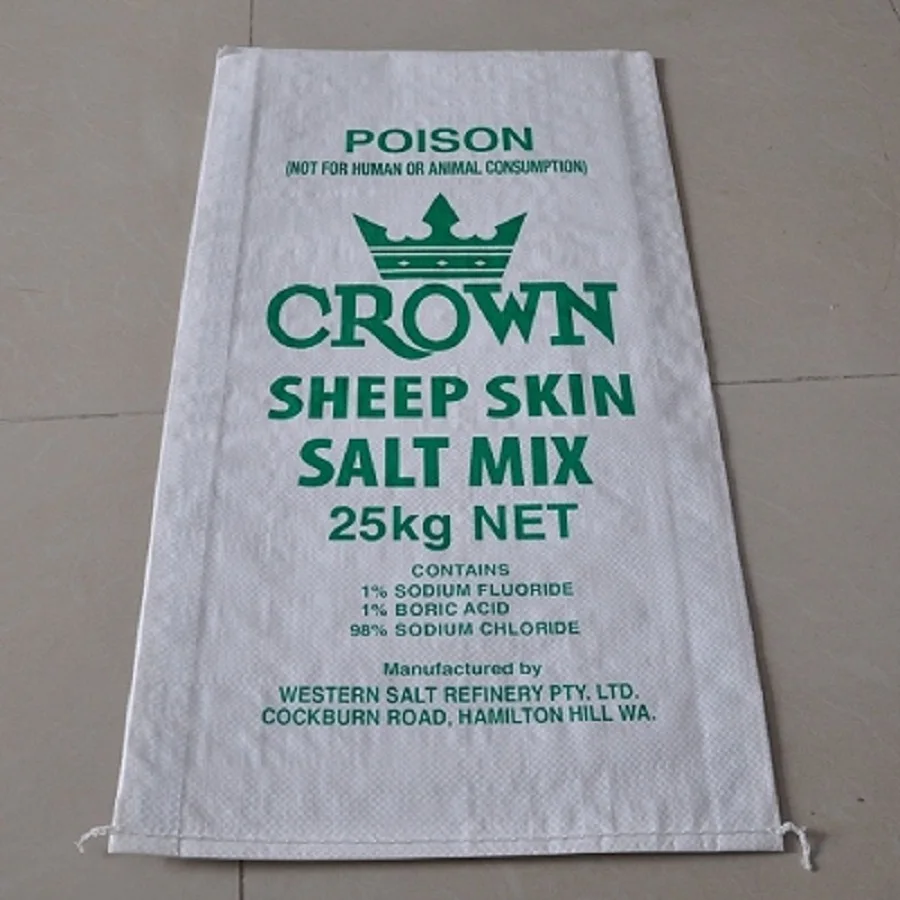 POISON
(NOT FOR HUMAN OR ANIMAL CONSUMPTION)
CROWN
SHEEP SKIN
SALT MIX
25kg NET
CONTAINS
1% SODIUM FLUORIDE
1% BORIC ACID
98% SODIUM CHLORIDE
Manufactured by
WESTERN SALT REFINERY PTY. LTD.
COCKBURN ROAD, HAMILTON HILL WA.